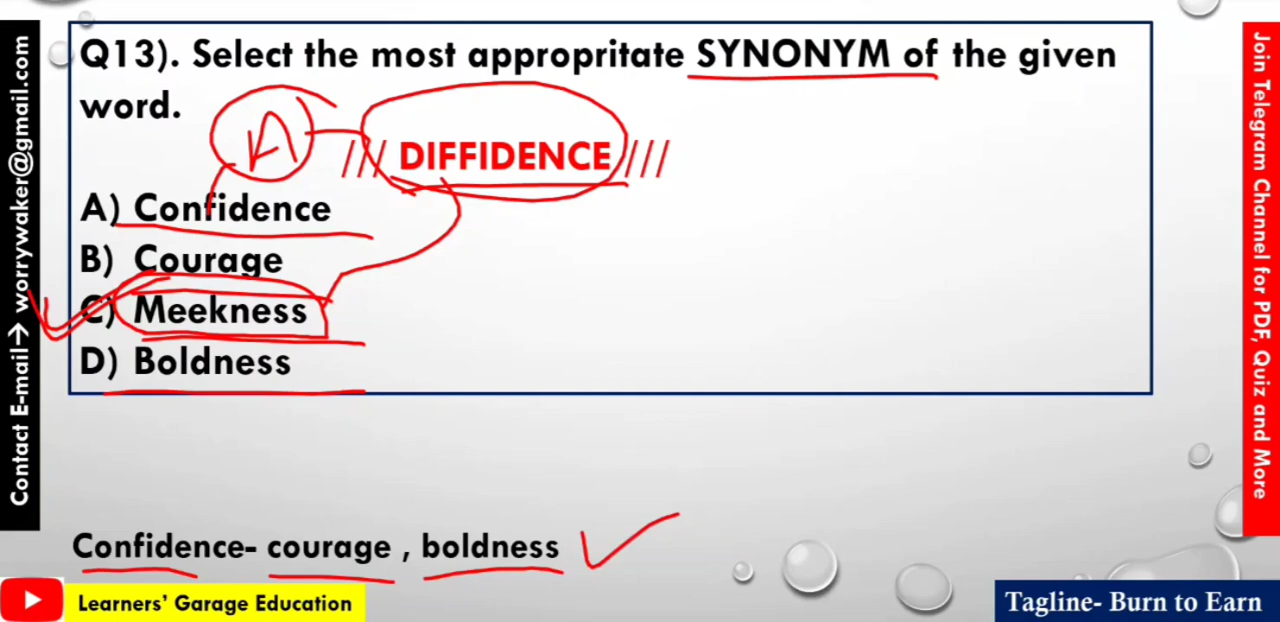 Q13). Select the most appropritate SYNONYM of the given
word.
A
/// DIFFIDENCE ///
A) Confidence
B) Courage
C) Meekness
D) Boldness
Confidence- courage , boldness
Learners’ Garage Education
Tagline- Burn to Earn
Contact E-mail→ worrywaker@gmail.com
Join Telegram Channel for PDF, Quiz and More